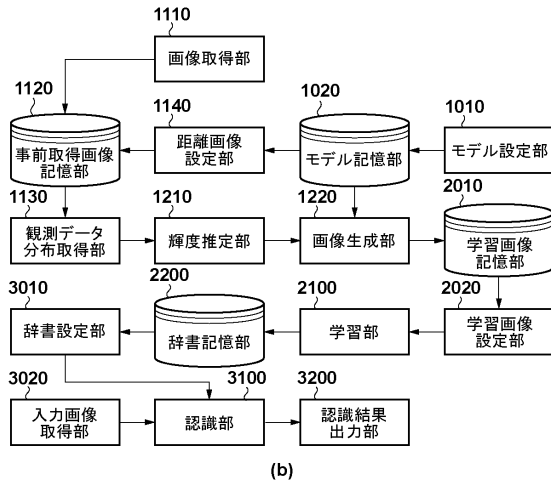 1110
画像取得部
1120
事前取得画像
記憶部
1140
距離画像
設定部
1020
モデル記憶部
1010
モデル設定部
1130
観測データ
分布取得部
1210
輝度推定部
1220
画像生成部
2010
学習画像
記憶部
3010
辞書設定部
2200
辞書記憶部
2100
学習部
2020
学習画像
設定部
3020
入力画像
取得部
3100
認識部
3200
認識結果
出力部
(b)